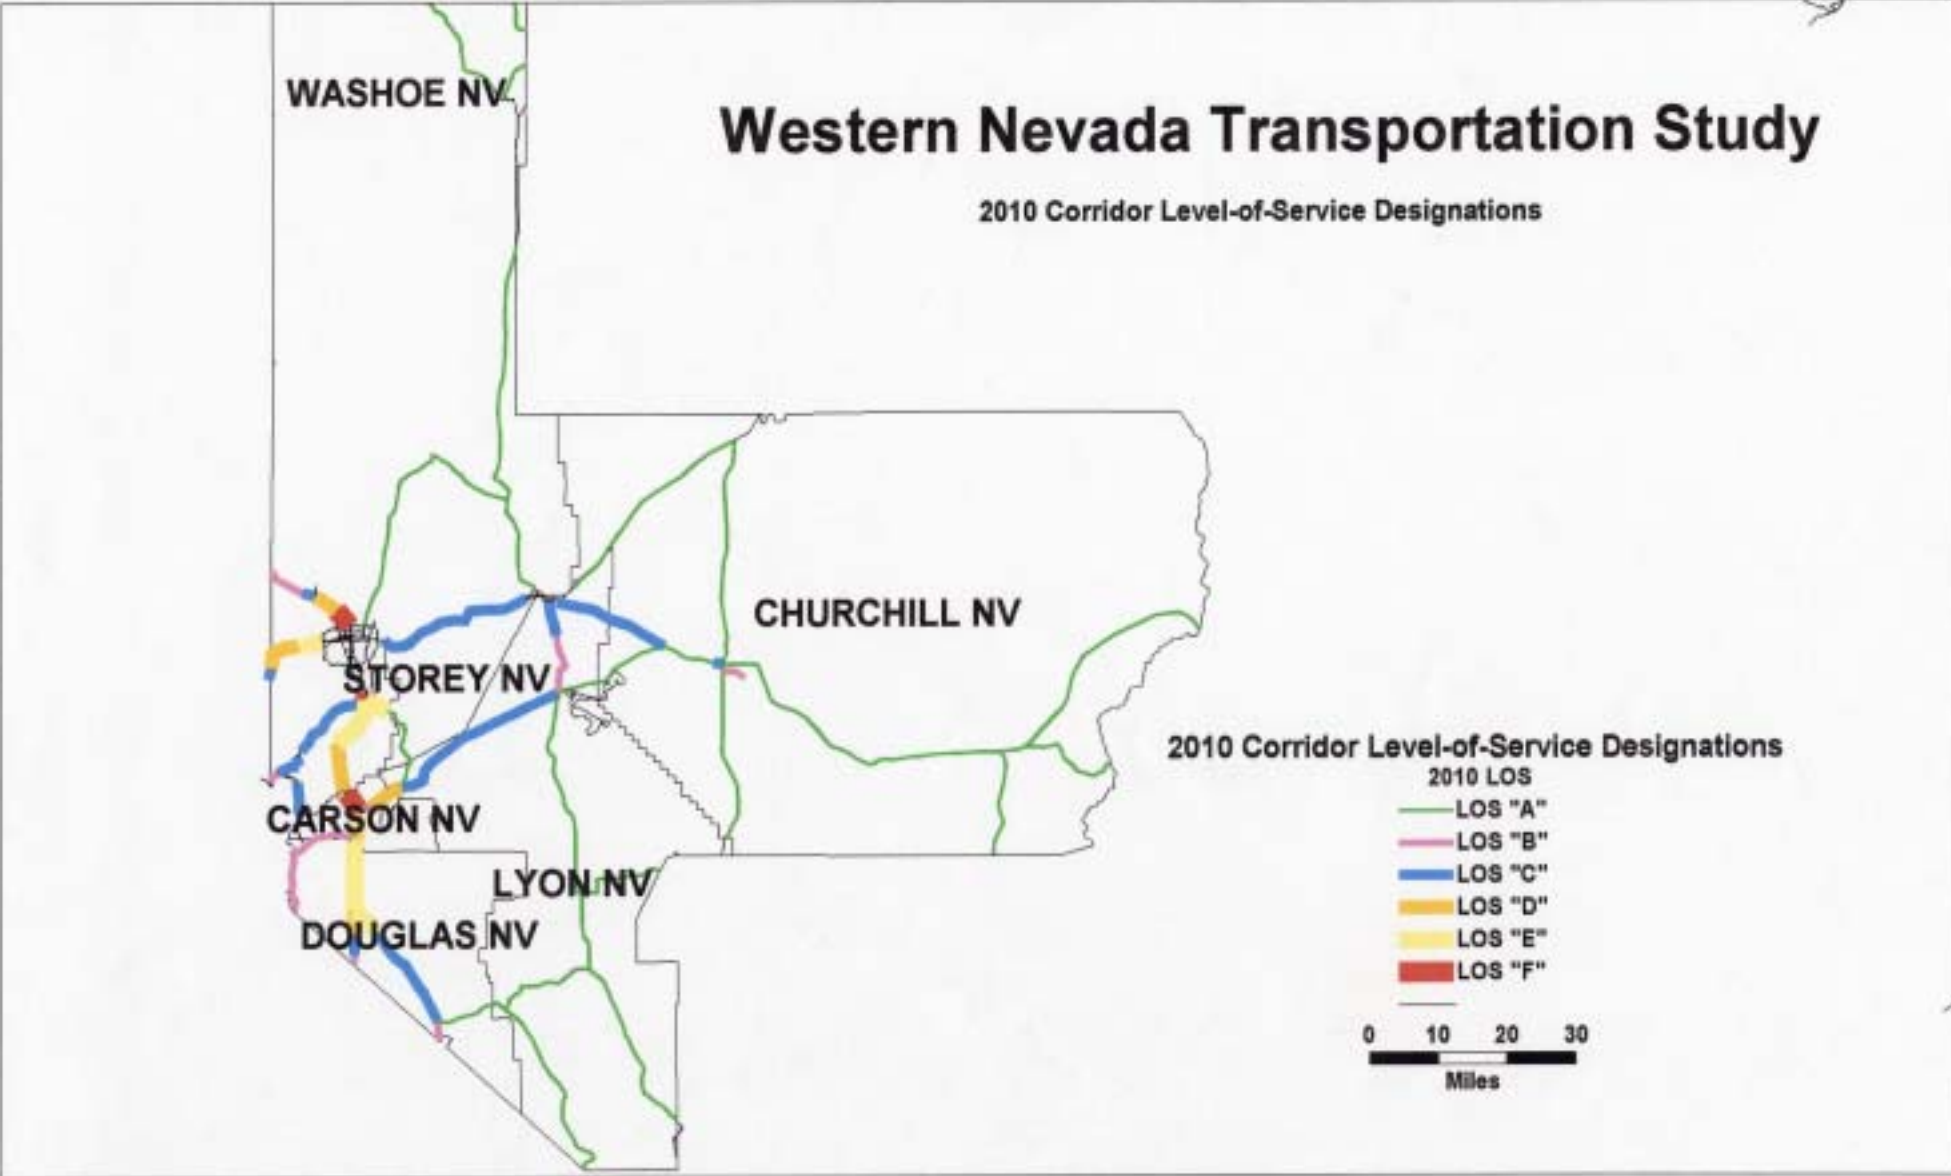 WASHOE NV
Western Nevada Transportation Study
2010 Corridor Level-of-Service Designations
CHURCHILL NV
STOREY NV
CARSON NV
LYON NV
DOUGLAS NV
2010 Corridor Level-of-Service Designations
2010 LOS
LOS "A"
LOS "B"
LOS "C"
LOS "D"
LOS "E"
LOS "F"
0 10 20 30
Miles